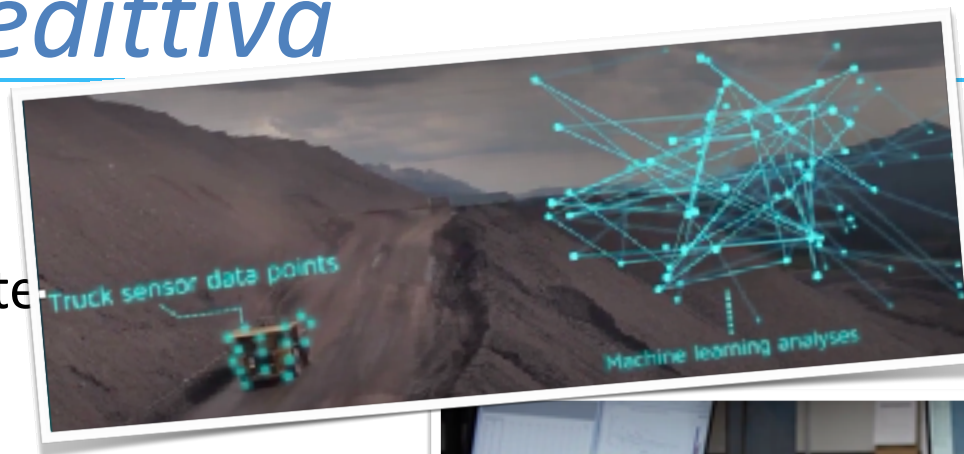 edittiva
te
Truck sensor data points
Machine learning analyses